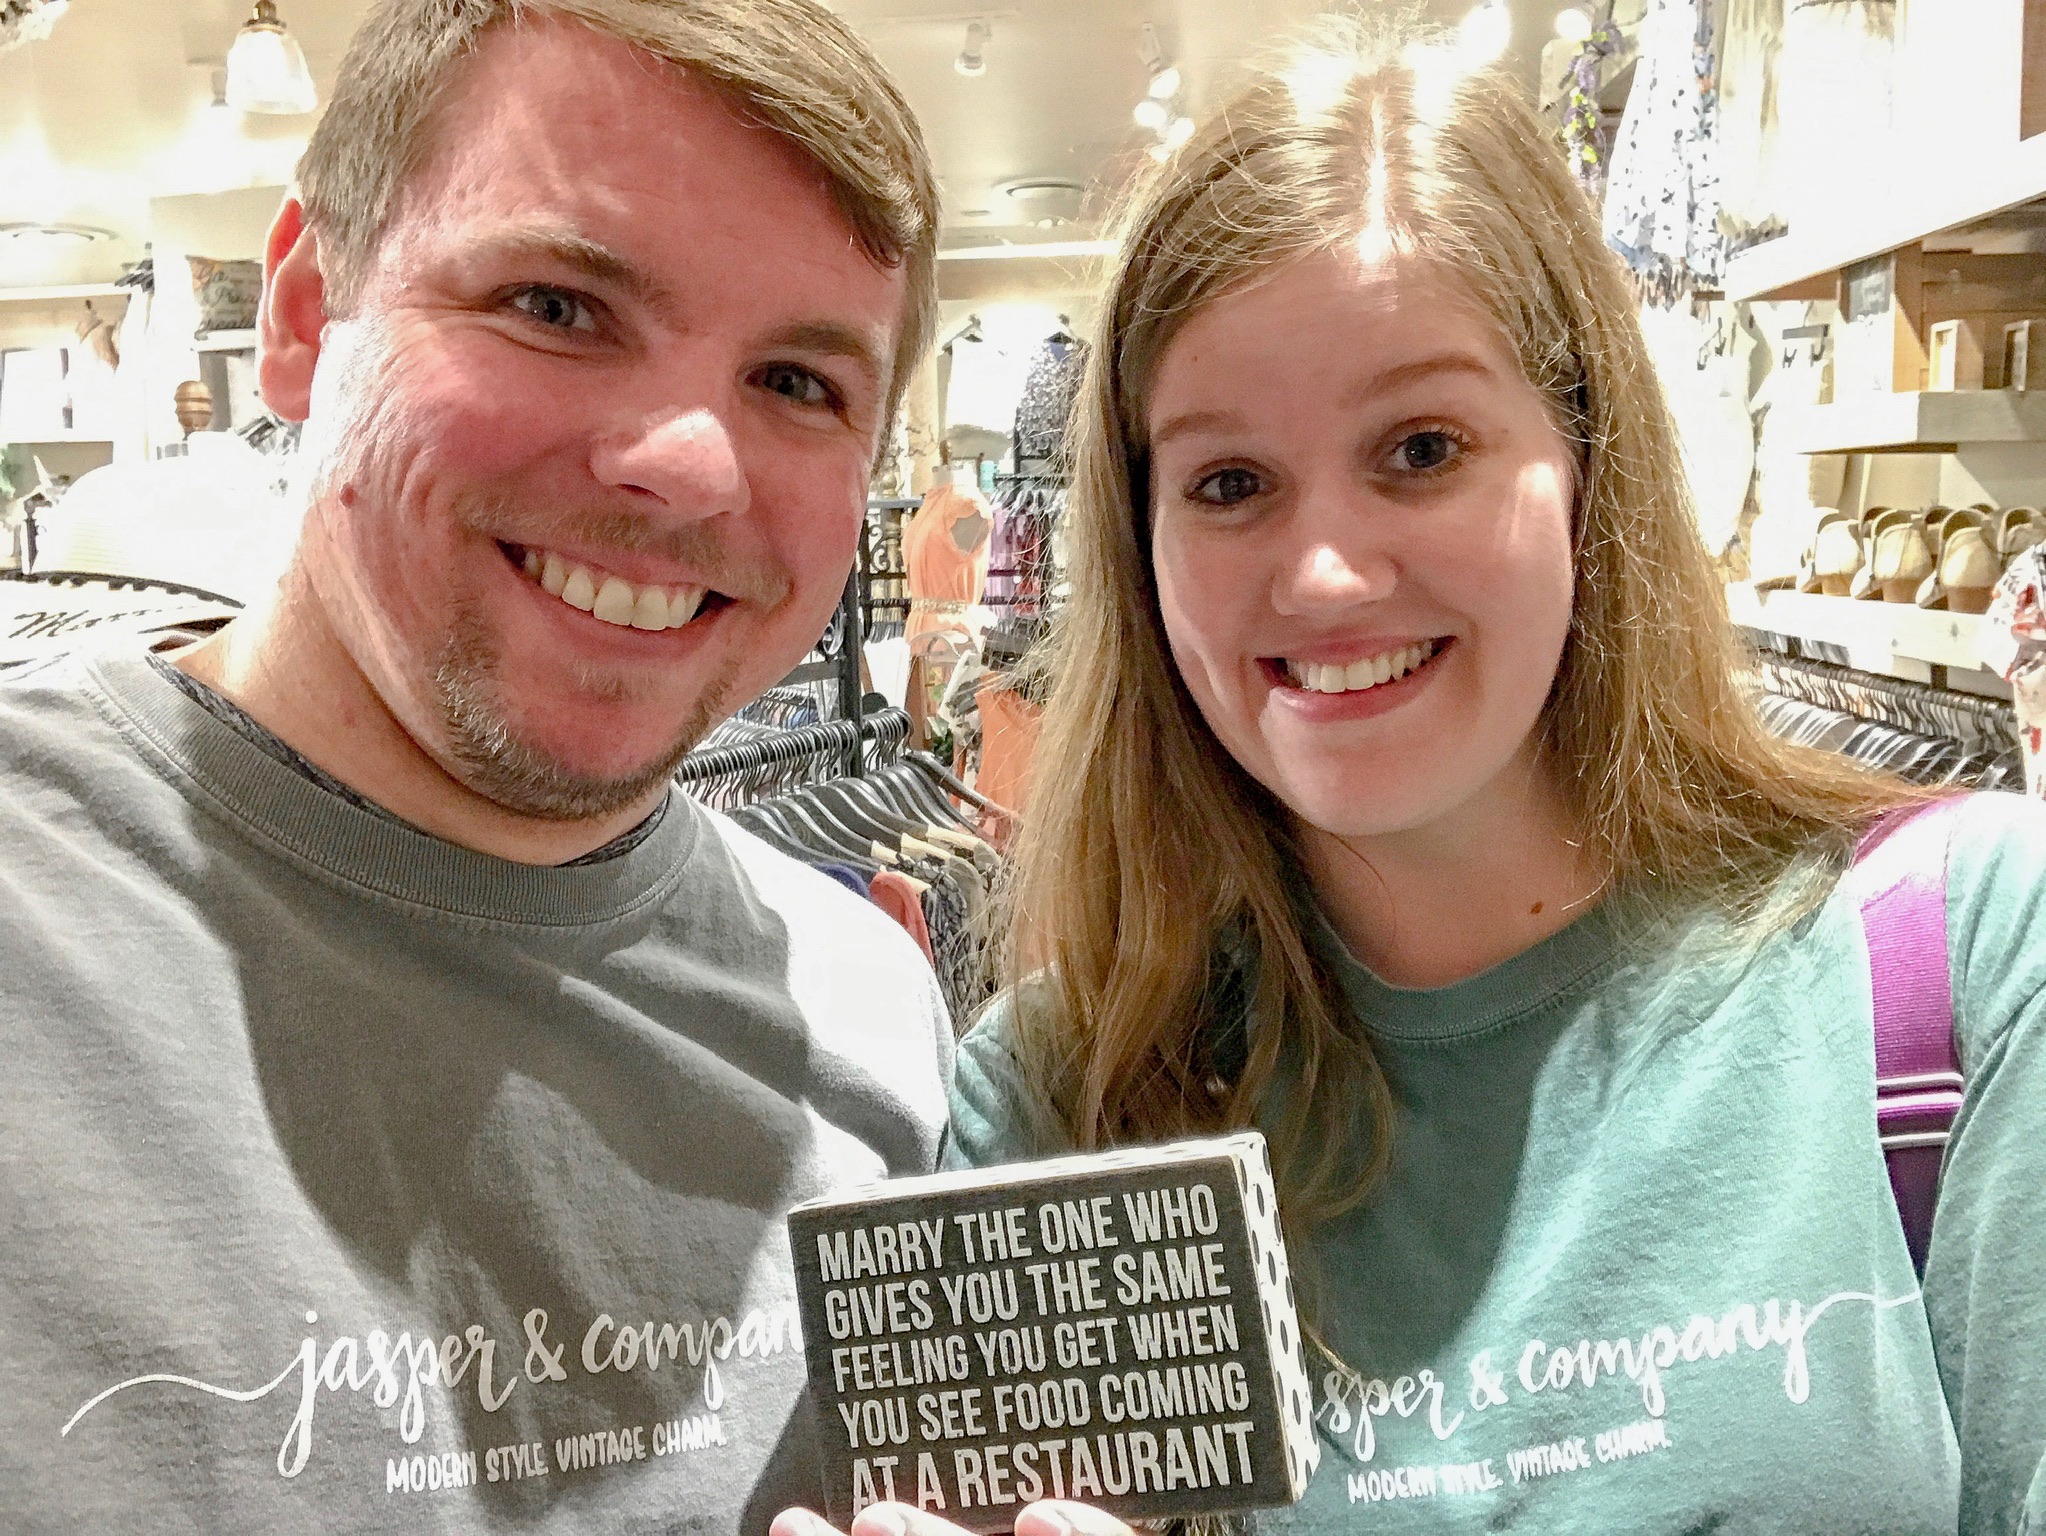 MARRY THE ONE WHO
GIVES YOU THE SAME
FEELING YOU GET WHEN
YOU SEE FOOD COMING
AT A RESTAURANT
jasper & compan
MODERN STYLE. VINTAGE CHARM.
sper & company
MODERN STYLE. VINTAGE CHARM.